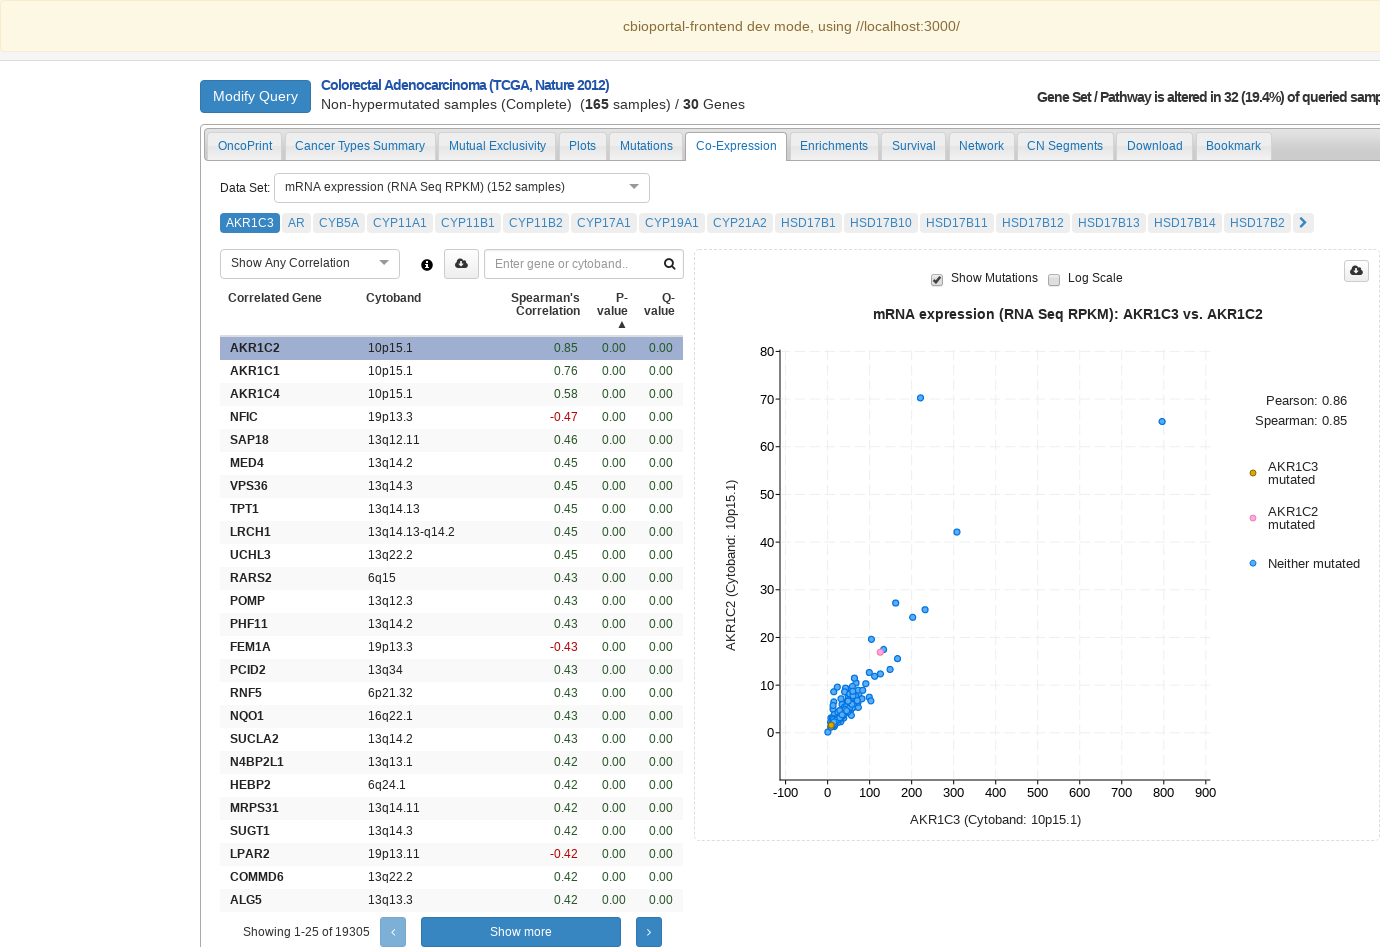 cbioportal-frontend dev mode, using //localhost:3000/
Modify Query
Colorectal Adenocarcinoma (TCGA, Nature 2012)
Non-hypermutated samples (Complete) (165 samples) / 30 Genes
Gene Set / Pathway is altered in 32 (19.4%) of queried samp
OncoPrint Cancer Types Summary Mutual Exclusivity Plots Mutations Co-Expression Enrichments Survival Network CN Segments Download Bookmark
Data Set: mRNA expression (RNA Seq RPKM) (152 samples)
AKR1C3 AR CYB5A CYP11A1 CYP11B1 CYP11B2 CYP17A1 CYP19A1 CYP21A2 HSD17B1 HSD17B10 HSD17B11 HSD17B12 HSD17B13 HSD17B14 HSD17B2
Show Any Correlation Enter gene or cytoband..
Correlated Gene Cytoband Spearman's Correlation P-value ▲ Q-value
AKR1C2 10p15.1 0.85 0.00 0.00
AKR1C1 10p15.1 0.76 0.00 0.00
AKR1C4 10p15.1 0.58 0.00 0.00
NFIC 19p13.3 -0.47 0.00 0.00
SAP18 13q12.11 0.46 0.00 0.00
MED4 13q14.2 0.45 0.00 0.00
VPS36 13q14.3 0.45 0.00 0.00
TPT1 13q14.13 0.45 0.00 0.00
LRCH1 13q14.13-q14.2 0.45 0.00 0.00
UCHL3 13q22.2 0.45 0.00 0.00
RARS2 6q15 0.43 0.00 0.00
POMP 13q12.3 0.43 0.00 0.00
PHF11 13q14.2 0.43 0.00 0.00
FEM1A 19p13.3 -0.43 0.00 0.00
PCID2 13q34 0.43 0.00 0.00
RNF5 6p21.32 0.43 0.00 0.00
NQO1 16q22.1 0.43 0.00 0.00
SUCLA2 13q14.2 0.43 0.00 0.00
N4BP2L1 13q13.1 0.42 0.00 0.00
HEBP2 6q24.1 0.42 0.00 0.00
MRPS31 13q14.11 0.42 0.00 0.00
SUGT1 13q14.3 0.42 0.00 0.00
LPAR2 19p13.11 -0.42 0.00 0.00
COMMD6 13q22.2 0.42 0.00 0.00
ALG5 13q13.3 0.42 0.00 0.00
Showing 1-25 of 19305 ‹ Show more ›
Show Mutations Log Scale
mRNA expression (RNA Seq RPKM): AKR1C3 vs. AKR1C2
80
70
60
50
40
30
20
10
0
AKR1C2 (Cytoband: 10p15.1)
-100 0 100 200 300 400 500 600 700 800 900
AKR1C3 (Cytoband: 10p15.1)
Pearson: 0.86
Spearman: 0.85
AKR1C3
mutated
AKR1C2
mutated
Neither mutated